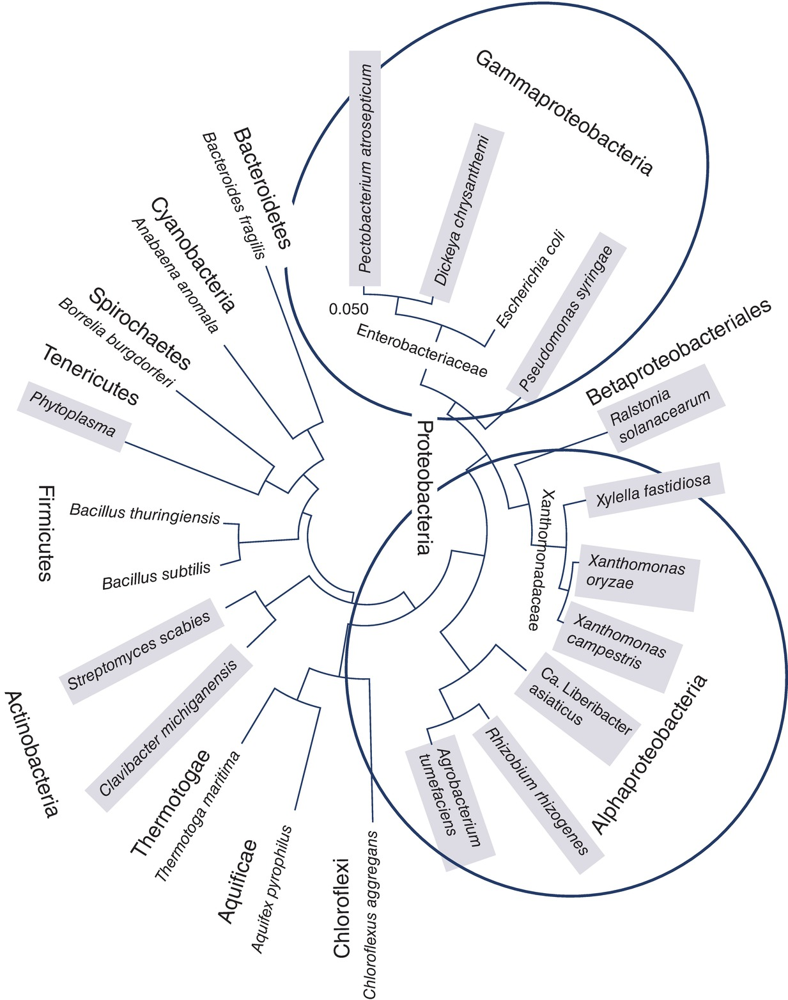 Gammaproteobacteria
Pectobacterium atrosepticum
Dickeya chrysanthemi
Escherichia coli
Pseudomonas syringae
0.050
Enterobacteriaceae
Bacteroidetes
Bacteroides fragilis
Cyanobacteria
Anabaena anomala
Spirochaetes
Borrelia burgdorferi
Tenericutes
Phytoplasma
Firmicutes
Bacillus thuringiensis
Bacillus subtilis
Streptomyces scabies
Clavibacter michiganensis
Actinobacteria
Thermotogae
Thermotoga maritima
Aquificae
Aquifex pyrophilus
Chloroflexi
Chloroflexus aggregans
Proteobacteria
Betaproteobacteriales
Ralstonia
solanacearum
Xylella fastidiosa
Xanthomonadaceae
Xanthomonas
oryzae
Xanthomonas
campestris
Ca. Liberibacter
asiaticus
Rhizobium rhizogenes
Agrobacterium
tumefaciens
Alphaproteobacteria